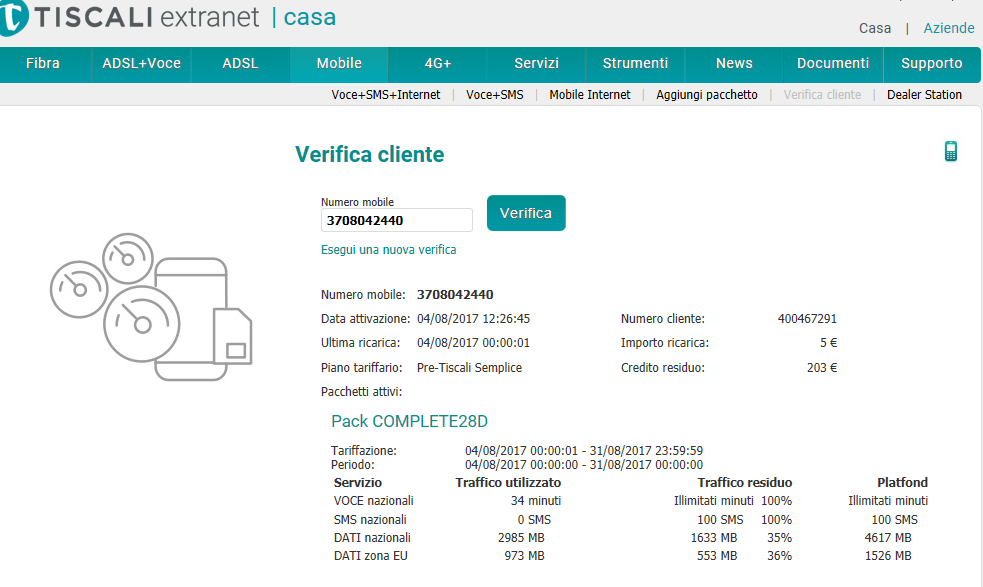 TISCALI extranet | casa
Casa | Aziende
Fibra ADSL+Voce ADSL Mobile 4G+ Servizi Strumenti News Documenti Supporto
Voce+SMS+Internet | Voce+SMS | Mobile Internet | Aggiungi pacchetto | Verifica cliente | Dealer Station
Verifica cliente
Numero mobile
3708042440 Verifica
Esegui una nuova verifica
Numero mobile: 3708042440
Data attivazione: 04/08/2017 12:26:45 Numero cliente: 400467291
Ultima ricarica: 04/08/2017 00:00:01 Importo ricarica: 5 €
Piano tariffario: Pre-Tiscali Semplice Credito residuo: 203 €
Pacchetti attivi:
Pack COMPLETE28D
Tariffazione: 04/08/2017 00:00:01 - 31/08/2017 23:59:59
Periodo: 04/08/2017 00:00:00 - 31/08/2017 00:00:00
Servizio Traffico utilizzato Traffico residuo Platfond
VOCE nazionali 34 minuti Illimitati minuti 100% Illimitati minuti
SMS nazionali 0 SMS 100 SMS 100% 100 SMS
DATI nazionali 2985 MB 1633 MB 35% 4617 MB
DATI zona EU 973 MB 553 MB 36% 1526 MB